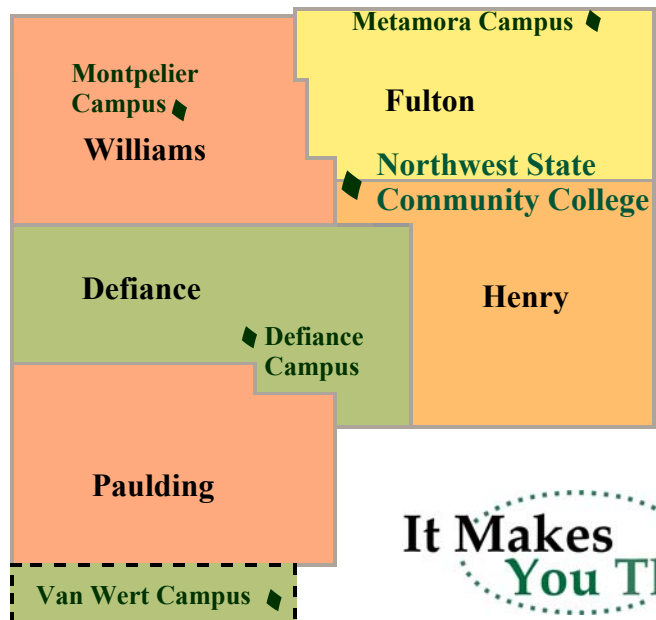 Metamora Campus
Montpelier
Campus
Fulton
Williams
Northwest State
Community College
Defiance
Henry
Defiance
Campus
Paulding
It Makes
You
Van Wert Campus